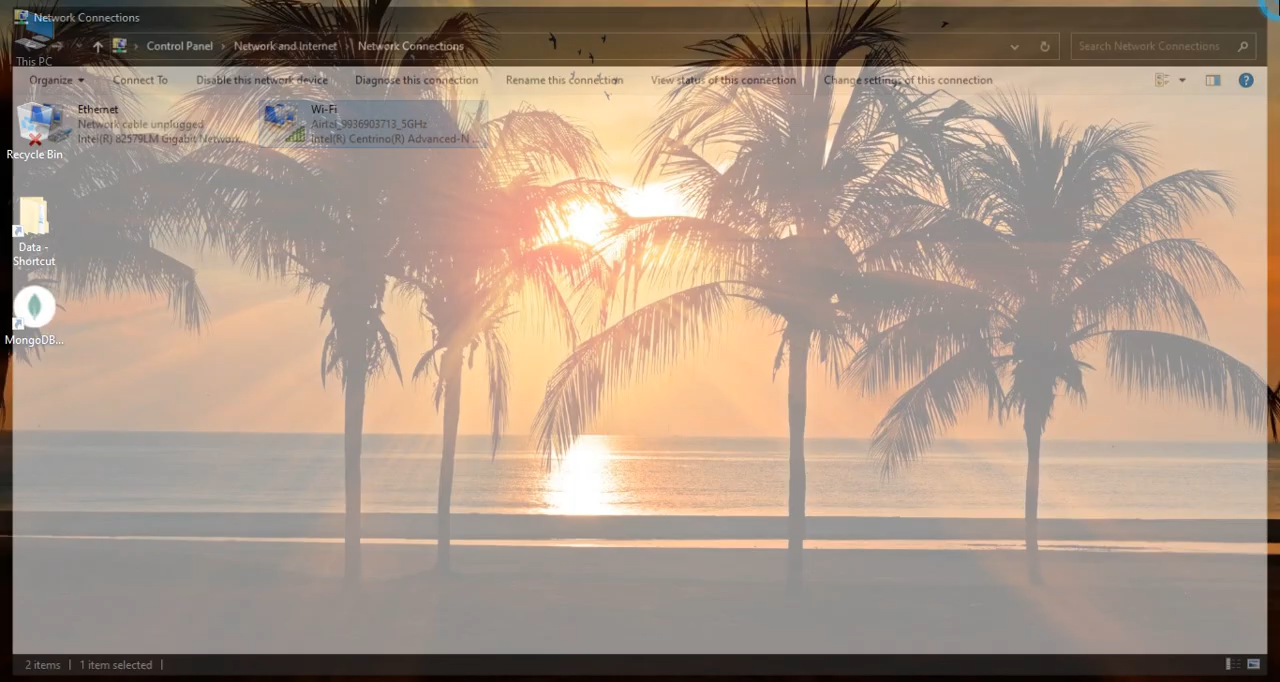 Network Connections
This PC
Control Panel > Network and Internet > Network Connections
Search Network Connections
Organize
Connect To
Disable this network device
Diagnose this connection
Rename this connection
View status of this connection
Change settings of this connection
Ethernet
Network cable unplugged
Intel(R) 82579LM Gigabit Networ...
Wi-Fi
Airtel_9936903713_5GHz
Intel(R) Centrino(R) Advanced-N ...
Recycle Bin
Data -
Shortcut
MongoDB...
2 items
1 item selected